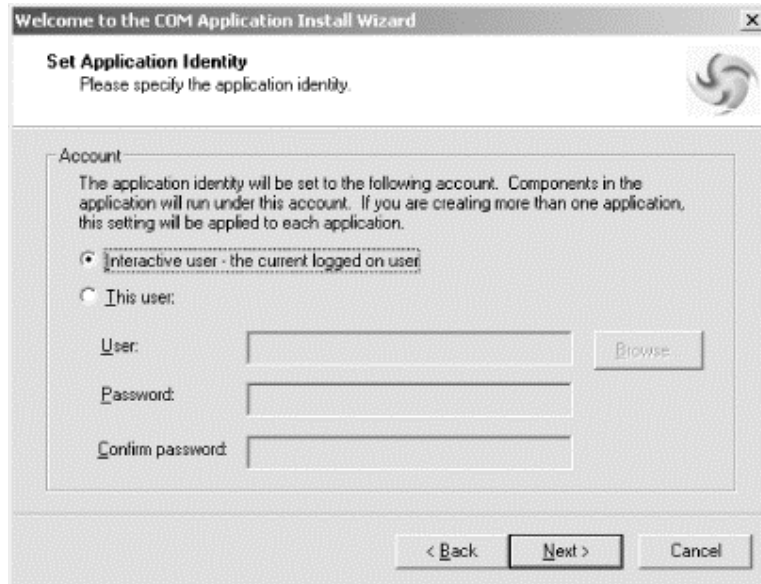 Welcome to the COM Application Install Wizard
Set Application Identity
Please specify the application identity.
Account
The application identity will be set to the following account. Components in the
application will run under this account. If you are creating more than one application,
this setting will be applied to each application.
Interactive user - the current logged on user
This user:
User:
Browse...
Password:
Confirm password:
< Back
Next >
Cancel